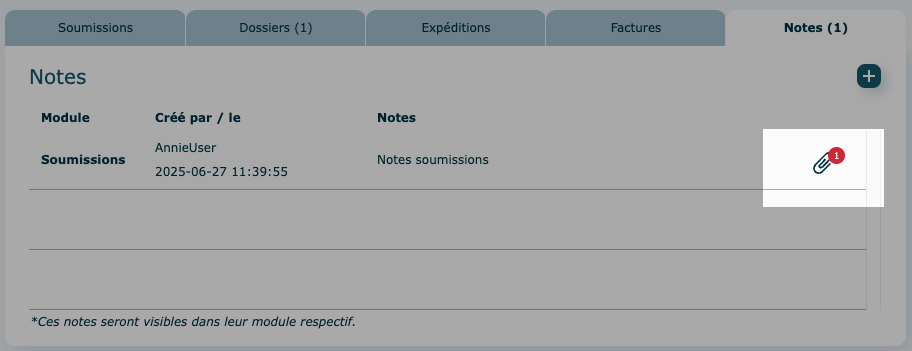 Soumissions Dossiers (1) Expéditions Factures Notes (1)
Notes
Module Créé par / le Notes
Soumissions AnnieUser Notes soumissions 1
2025-06-27 11:39:55
*Ces notes seront visibles dans leur module respectif.